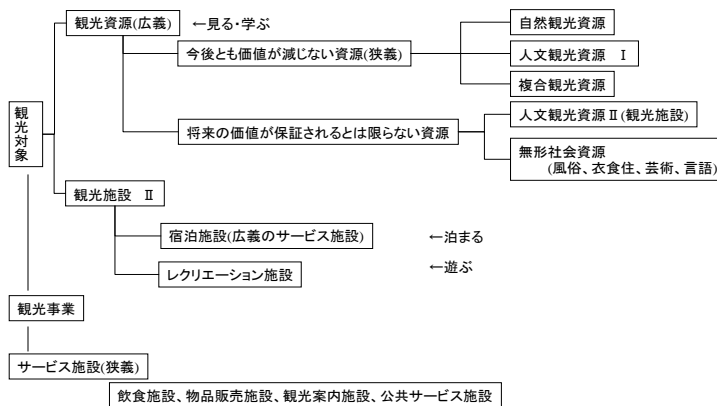 観光資源(広義)
←見る・学ぶ
自然観光資源
今後とも価値が減じない資源(狭義)
人文観光資源 Ⅰ
複合観光資源
観光対象
人文観光資源Ⅱ(観光施設)
将来の価値が保証されるとは限らない資源
無形社会資源
(風俗、衣食住、芸術、言語)
観光施設 Ⅱ
宿泊施設(広義のサービス施設)
←泊まる
レクリエーション施設
←遊ぶ
観光事業
サービス施設(狭義)
飲食施設、物品販売施設、観光案内施設、公共サービス施設